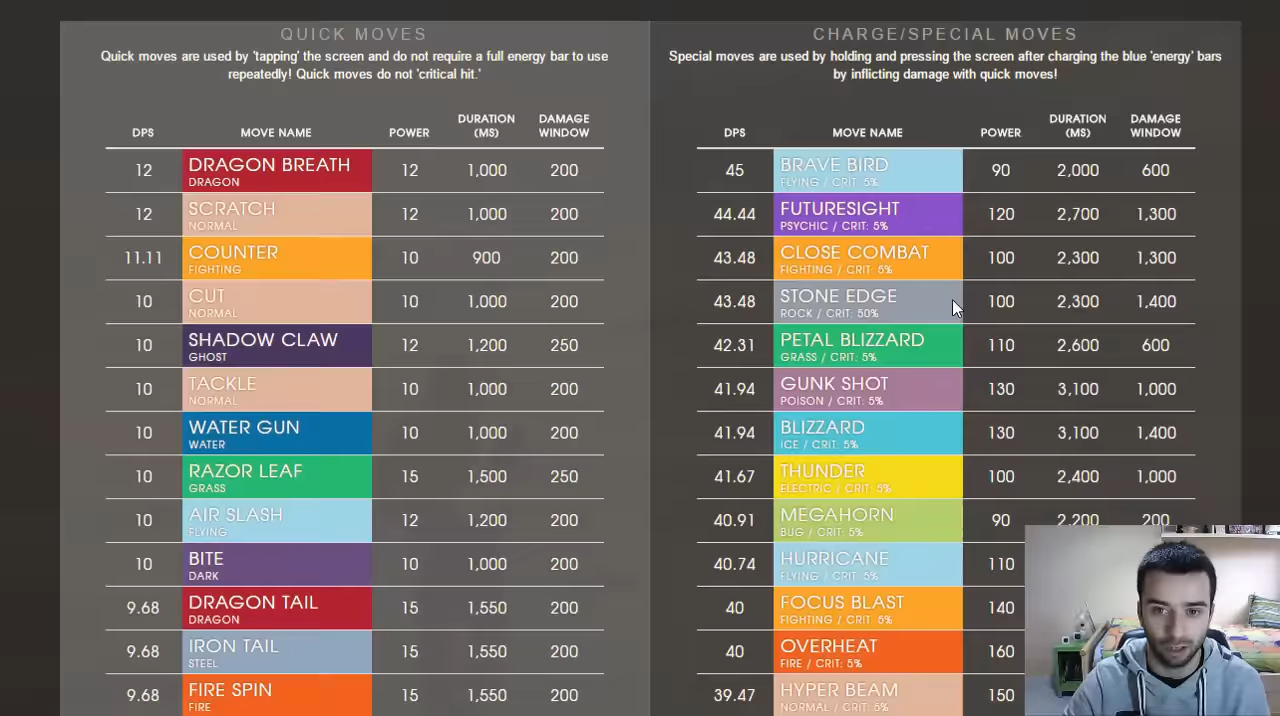 QUICK MOVES
Quick moves are used by 'tapping' the screen and do not require a full energy bar to use
repeatedly! Quick moves do not 'critical hit.'
DPS MOVE NAME POWER DURATION (MS) DAMAGE WINDOW
12 DRAGON BREATH 12 1,000 200
DRAGON
12 SCRATCH 12 1,000 200
NORMAL
11.11 COUNTER 10 900 200
FIGHTING
10 CUT 10 1,000 200
NORMAL
10 SHADOW CLAW 12 1,200 250
GHOST
10 TACKLE 10 1,000 200
NORMAL
10 WATER GUN 10 1,000 200
WATER
10 RAZOR LEAF 15 1,500 250
GRASS
10 AIR SLASH 12 1,200 200
FLYING
10 BITE 10 1,000 200
DARK
9.68 DRAGON TAIL 15 1,550 200
DRAGON
9.68 IRON TAIL 15 1,550 200
STEEL
9.68 FIRE SPIN 15 1,550 200
FIRE
CHARGE/SPECIAL MOVES
Special moves are used by holding and pressing the screen after charging the blue 'energy' bars
by inflicting damage with quick moves!
DPS MOVE NAME POWER DURATION (MS) DAMAGE WINDOW
45 BRAVE BIRD 90 2,000 600
FLYING / CRIT: 5%
44.44 FUTURESIGHT 120 2,700 1,300
PSYCHIC / CRIT: 5%
43.48 CLOSE COMBAT 100 2,300 1,300
FIGHTING / CRIT: 5%
43.48 STONE EDGE 100 2,300 1,400
ROCK / CRIT: 50%
42.31 PETAL BLIZZARD 110 2,600 600
GRASS / CRIT: 5%
41.94 GUNK SHOT 130 3,100 1,000
POISON / CRIT: 5%
41.94 BLIZZARD 130 3,100 1,400
ICE / CRIT: 5%
41.67 THUNDER 100 2,400 1,000
ELECTRIC / CRIT: 5%
40.91 MEGAHORN 90 2,200 200
BUG / CRIT: 5%
40.74 HURRICANE 110
FLYING / CRIT: 5%
40 FOCUS BLAST 140
FIGHTING / CRIT: 5%
40 OVERHEAT 160
FIRE / CRIT: 5%
39.47 HYPER BEAM 150
NORMAL / CRIT: 5%